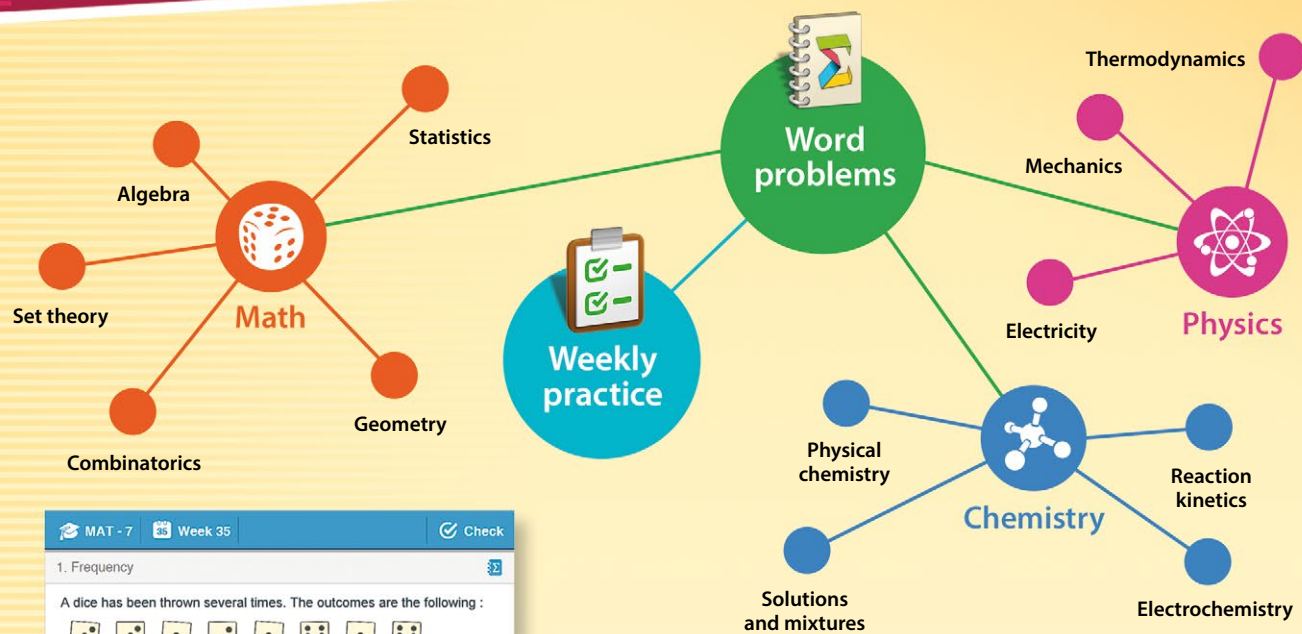 Thermodynamics
Word
problems
Statistics
Mechanics
Algebra
Set theory
Math
Electricity
Physics
Weekly
practice
Geometry
Combinatorics
Physical
chemistry
Reaction
kinetics
Chemistry
Solutions
and mixtures
Electrochemistry
MAT - 7
35
Week 35
Check
1. Frequency
Σ
A dice has been thrown several times. The outcomes are the following :